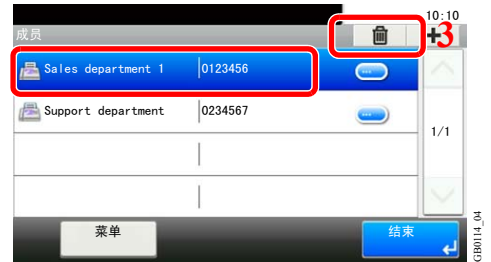 10:10
成员
3
Sales department 1 0123456
Support department 0234567
1/1
菜单 结束
GB0114_04